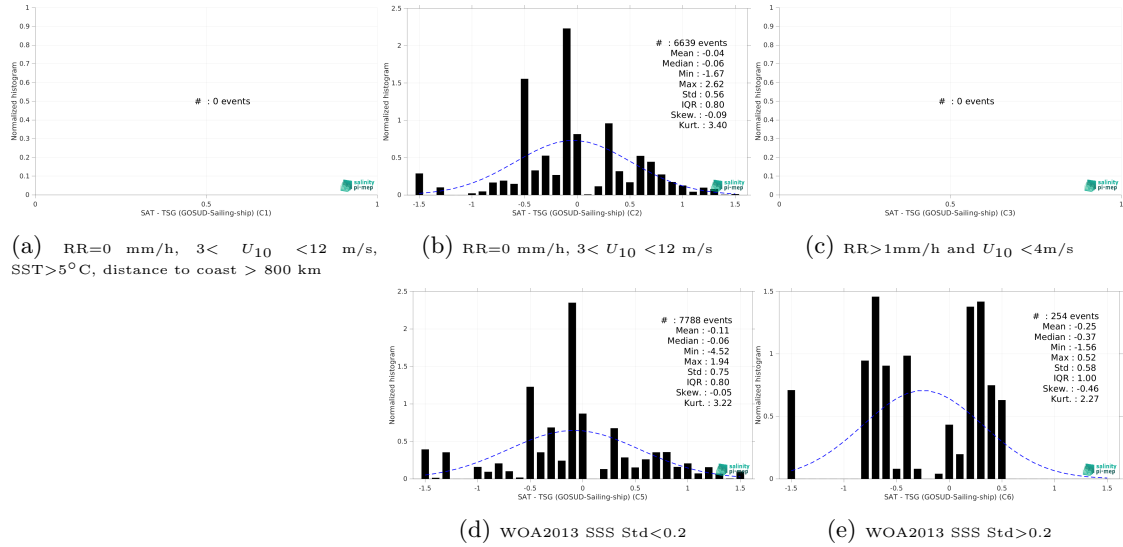 1
0.9
0.8
0.7
0.6
0.5
0.4
0.3
0.2
0.1
0
Normalized histogram
# : 0 events
salinity
pi-mep
0 0.5 1
SAT - TSG (GOSUD-Sailing-ship) (C1)
(a) RR=0 mm/h, 3< U10 <12 m/s,
SST>5°C, distance to coast > 800 km
2.5
2
1.5
1
0.5
0
Normalized histogram
# : 6639 events
Mean : -0.04
Median : -0.06
Min : -1.67
Max : 2.62
Std : 0.56
IQR : 0.80
Skew. : -0.09
Kurt. : 3.40
salinity
pi-mep
-1.5 -1 -0.5 0 0.5 1 1.5
SAT - TSG (GOSUD-Sailing-ship) (C2)
(b) RR=0 mm/h, 3< U10 <12 m/s
1
0.9
0.8
0.7
0.6
0.5
0.4
0.3
0.2
0.1
0
Normalized histogram
# : 0 events
salinity
pi-mep
0 0.5 1
SAT - TSG (GOSUD-Sailing-ship) (C3)
(c) RR>1mm/h and U10 <4m/s
2.5
2
1.5
1
0.5
0
Normalized histogram
# : 7788 events
Mean : -0.11
Median : -0.06
Min : -4.52
Max : 1.94
Std : 0.75
IQR : 0.80
Skew. : -0.05
Kurt. : 3.22
salinity
pi-mep
-1.5 -1 -0.5 0 0.5 1 1.5
SAT - TSG (GOSUD-Sailing-ship) (C5)
(d) WOA2013 SSS Std<0.2
1.5
1
0.5
0
Normalized histogram
# : 254 events
Mean : -0.25
Median : -0.37
Min : -1.56
Max : 0.52
Std : 0.58
IQR : 1.00
Skew. : -0.46
Kurt. : 2.27
salinity
pi-mep
-1.5 -1 -0.5 0 0.5 1 1.5
SAT - TSG (GOSUD-Sailing-ship) (C6)
(e) WOA2013 SSS Std>0.2